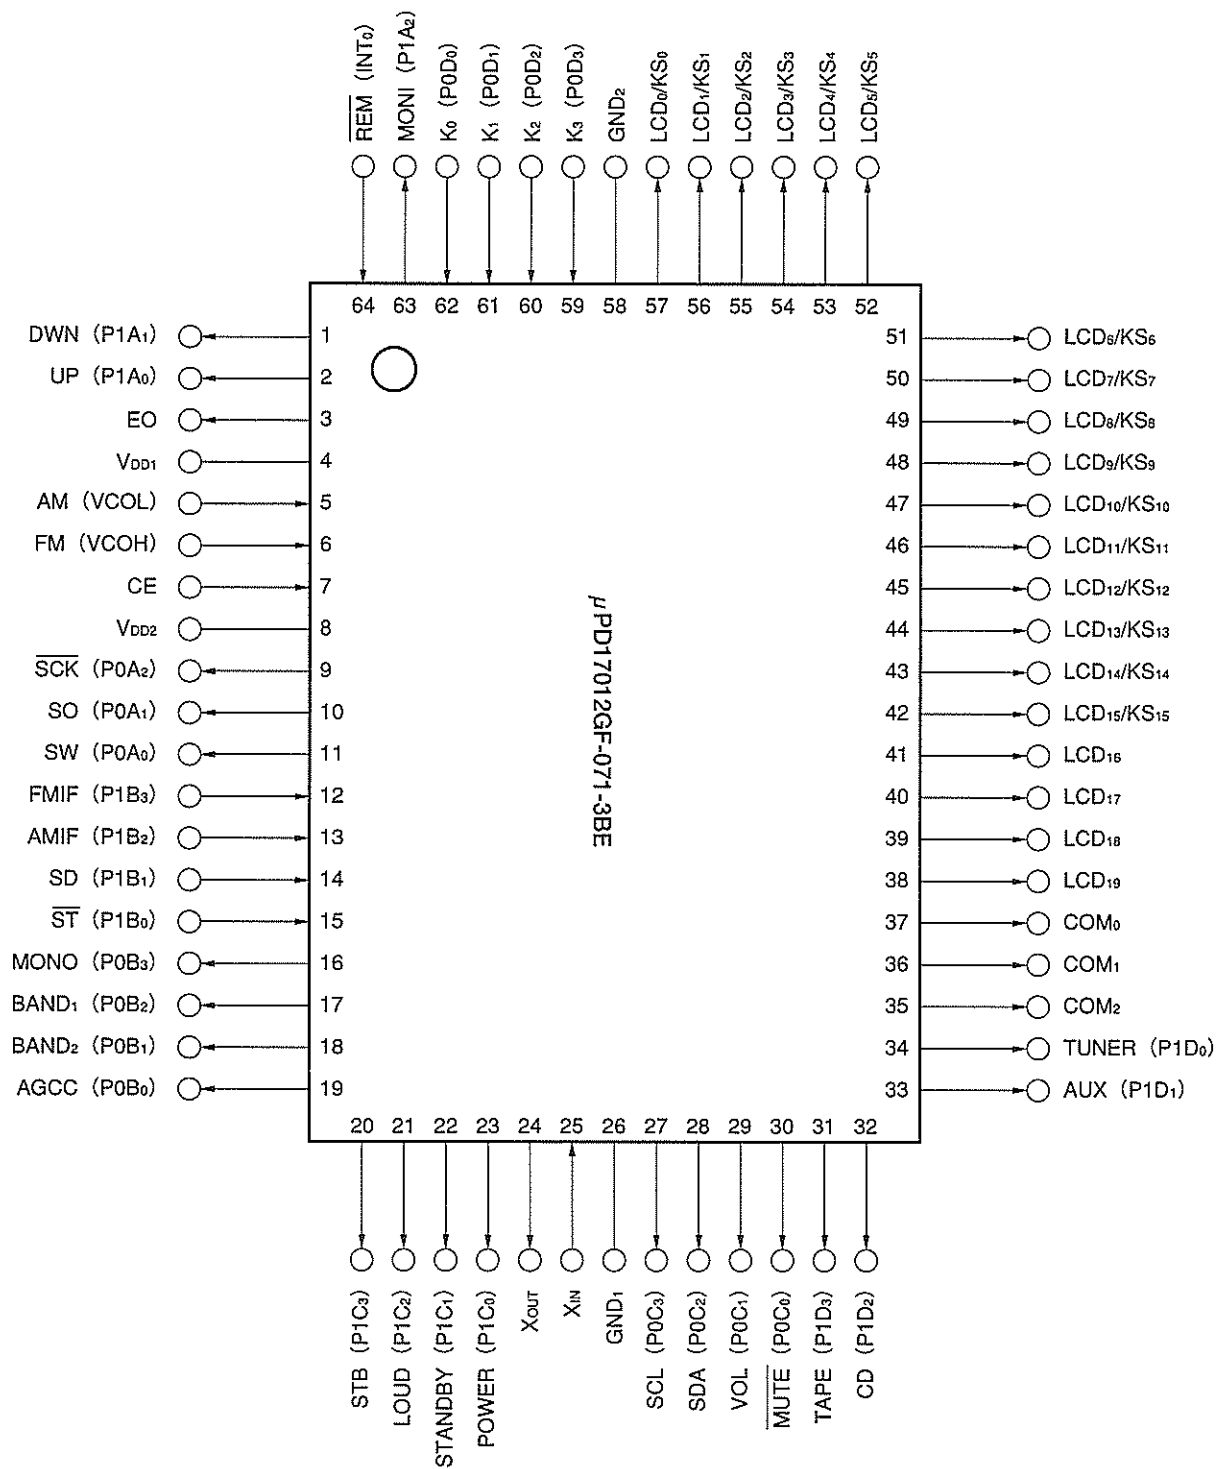 REM (INT₀)
MONI (P1A₂)
K₀ (P0D₀)
K₁ (P0D₁)
K₂ (P0D₂)
K₃ (P0D₃)
GND₂
LCD₀/KS₀
LCD₁/KS₁
LCD₂/KS₂
LCD₃/KS₃
LCD₄/KS₄
LCD₅/KS₅
64 63 62 61 60 59 58 57 56 55 54 53 52
DWN (P1A₁) 1
UP (P1A₀) 2
EO 3
VDD1 4
AM (VCOL) 5
FM (VCOH) 6
CE 7
VDD2 8
SCK (P0A₂) 9
SO (P0A₁) 10
SW (P0A₀) 11
FMIF (P1B₃) 12
AMIF (P1B₂) 13
SD (P1B₁) 14
ST (P1B₀) 15
MONO (P0B₃) 16
BAND₁ (P0B₂) 17
BAND₂ (P0B₁) 18
AGCC (P0B₀) 19
μPD17012GF-071-3BE
51 LCD₆/KS₆
50 LCD₇/KS₇
49 LCD₈/KS₈
48 LCD₉/KS₉
47 LCD₁₀/KS₁₀
46 LCD₁₁/KS₁₁
45 LCD₁₂/KS₁₂
44 LCD₁₃/KS₁₃
43 LCD₁₄/KS₁₄
42 LCD₁₅/KS₁₅
41 LCD₁₆
40 LCD₁₇
39 LCD₁₈
38 LCD₁₉
37 COM₀
36 COM₁
35 COM₂
34 TUNER (P1D₀)
33 AUX (P1D₁)
20 21 22 23 24 25 26 27 28 29 30 31 32
STB (P1C₃)
LOUD (P1C₂)
STANDBY (P1C₁)
POWER (P1C₀)
XOUT
XIN
GND₁
SCL (P0C₃)
SDA (P0C₂)
VOL (P0C₁)
MUTE (P0C₀)
TAPE (P1D₃)
CD (P1D₂)